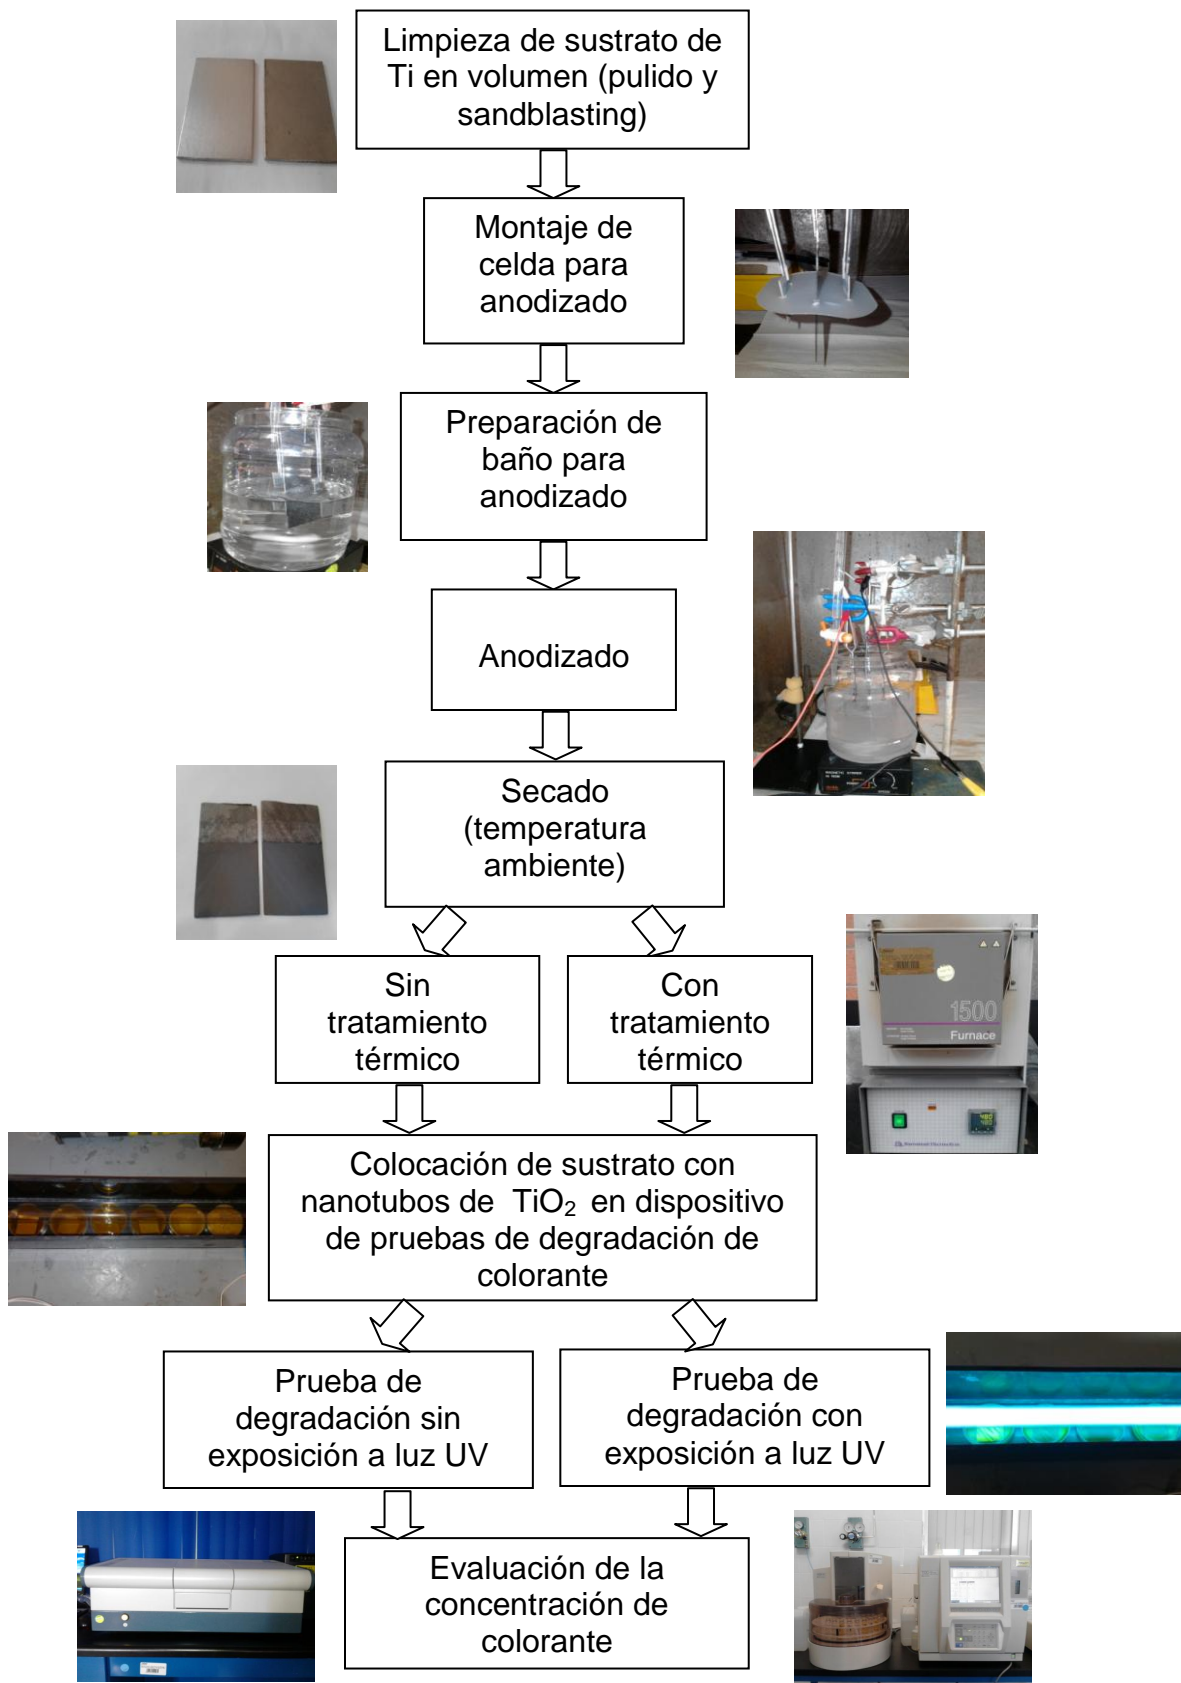 Limpieza de sustrato de
Ti en volumen (pulido y
sandblasting)
Montaje de
celda para
anodizado
Preparación de
baño para
anodizado
Anodizado
Secado
(temperatura
ambiente)
Sin
tratamiento
térmico
Con
tratamiento
térmico
1500
Furnace
Colocación de sustrato con
nanotubos de TiO₂ en dispositivo
de pruebas de degradación de
colorante
Prueba de
degradación sin
exposición a luz UV
Prueba de
degradación con
exposición a luz UV
Evaluación de la
concentración de
colorante